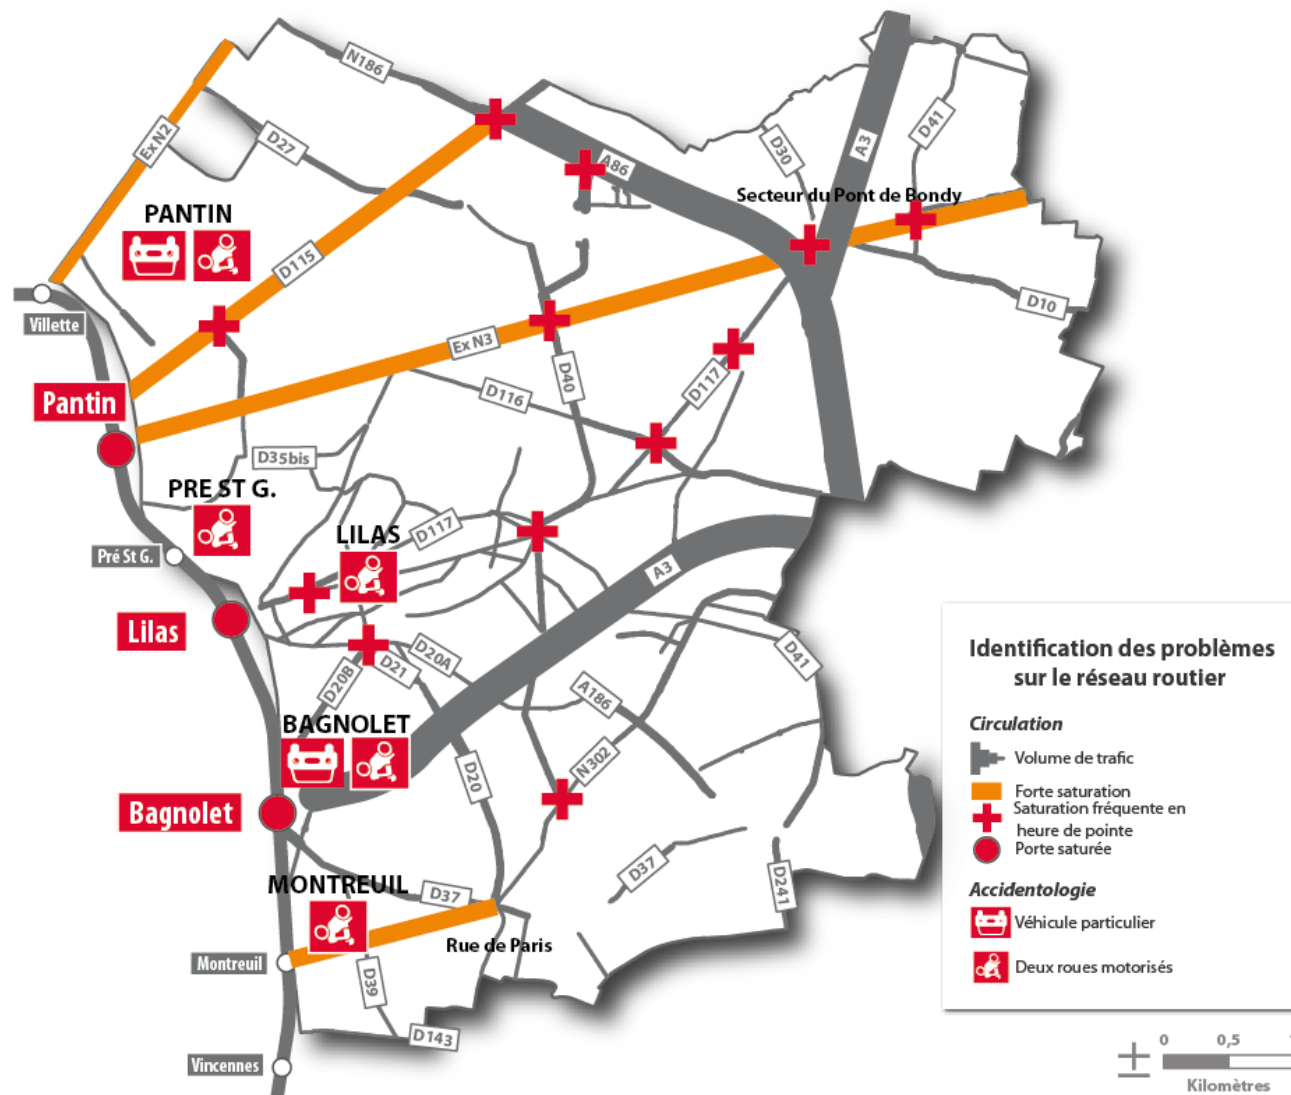 N186
Ex N2
D27
A86
D30
A3
D41
Secteur du Pont de Bondy
PANTIN
D115
D10
Villette
Ex N3
D40
D117
D116
Pantin
D35bis
PRE ST G.
D117
LILAS
Pré St G.
A3
Lilas
D20B
D21
D20A
D41
A186
BAGNOLET
N302
D20
Bagnolet
D37
D241
MONTREUIL
D37
Rue de Paris
Montreuil
D39
D143
Vincennes
Identification des problèmes
sur le réseau routier
Circulation
Volume de trafic
Forte saturation
Saturation fréquente en
heure de pointe
Porte saturée
Accidentologie
Véhicule particulier
Deux roues motorisés
0 0,5
Kilomètres